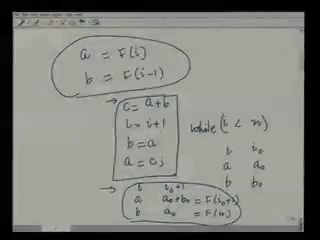 a = F(i)
b = F(i-1)
c = a+b
i = i+1
b = a
a = c;
while (i < n)
i i₀
a a₀
b b₀
i i₀+1
a a₀+b₀ = F(i₀+1)
b a₀ = F(i₀)